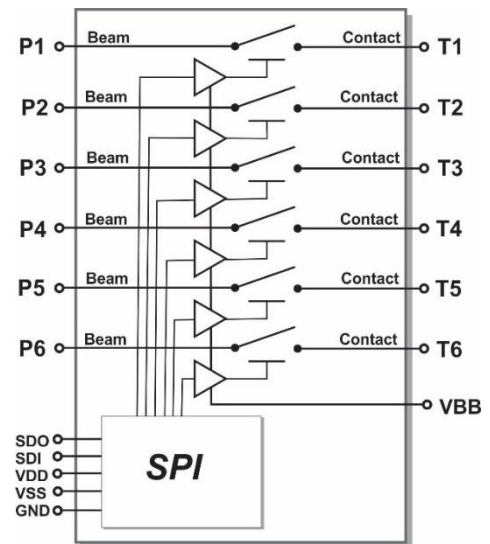 P1 Beam Contact T1
P2 Beam Contact T2
P3 Beam Contact T3
P4 Beam Contact T4
P5 Beam Contact T5
P6 Beam Contact T6
VBB
SDO
SDI
SPI
VDD
VSS
GND